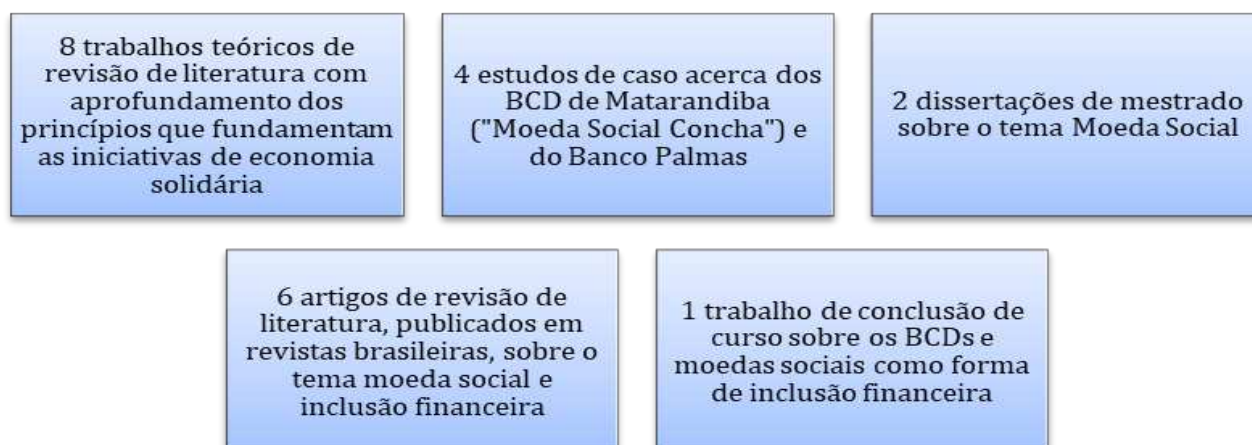 8 trabalhos teóricos de
revisão de literatura com
aprofundamento dos
princípios que fundamentam
as iniciativas de economia
solidária
4 estudos de caso acerca dos
BCD de Matarandiba
("Moeda Social Concha") e
do Banco Palmas
2 dissertações de mestrado
sobre o tema Moeda Social
6 artigos de revisão de
literatura, publicados em
revistas brasileiras, sobre o
tema moeda social e
inclusão financeira
1 trabalho de conclusão de
curso sobre os BCDs e
moedas sociais como forma
de inclusão financeira